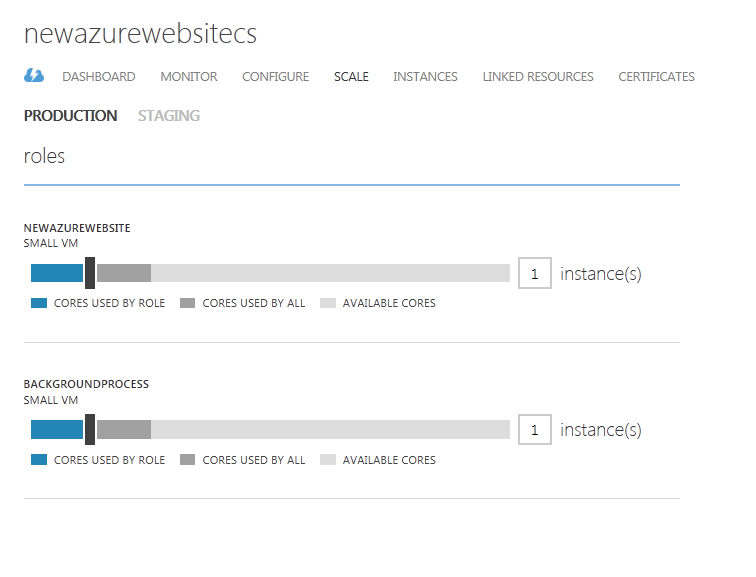 newazurewebsitecs
DASHBOARD MONITOR CONFIGURE SCALE INSTANCES LINKED RESOURCES CERTIFICATES
PRODUCTION STAGING
roles
NEWAZUREWEBSITE
SMALL VM
1 instance(s)
CORES USED BY ROLE CORES USED BY ALL AVAILABLE CORES
BACKGROUNDPROCESS
SMALL VM
1 instance(s)
CORES USED BY ROLE CORES USED BY ALL AVAILABLE CORES